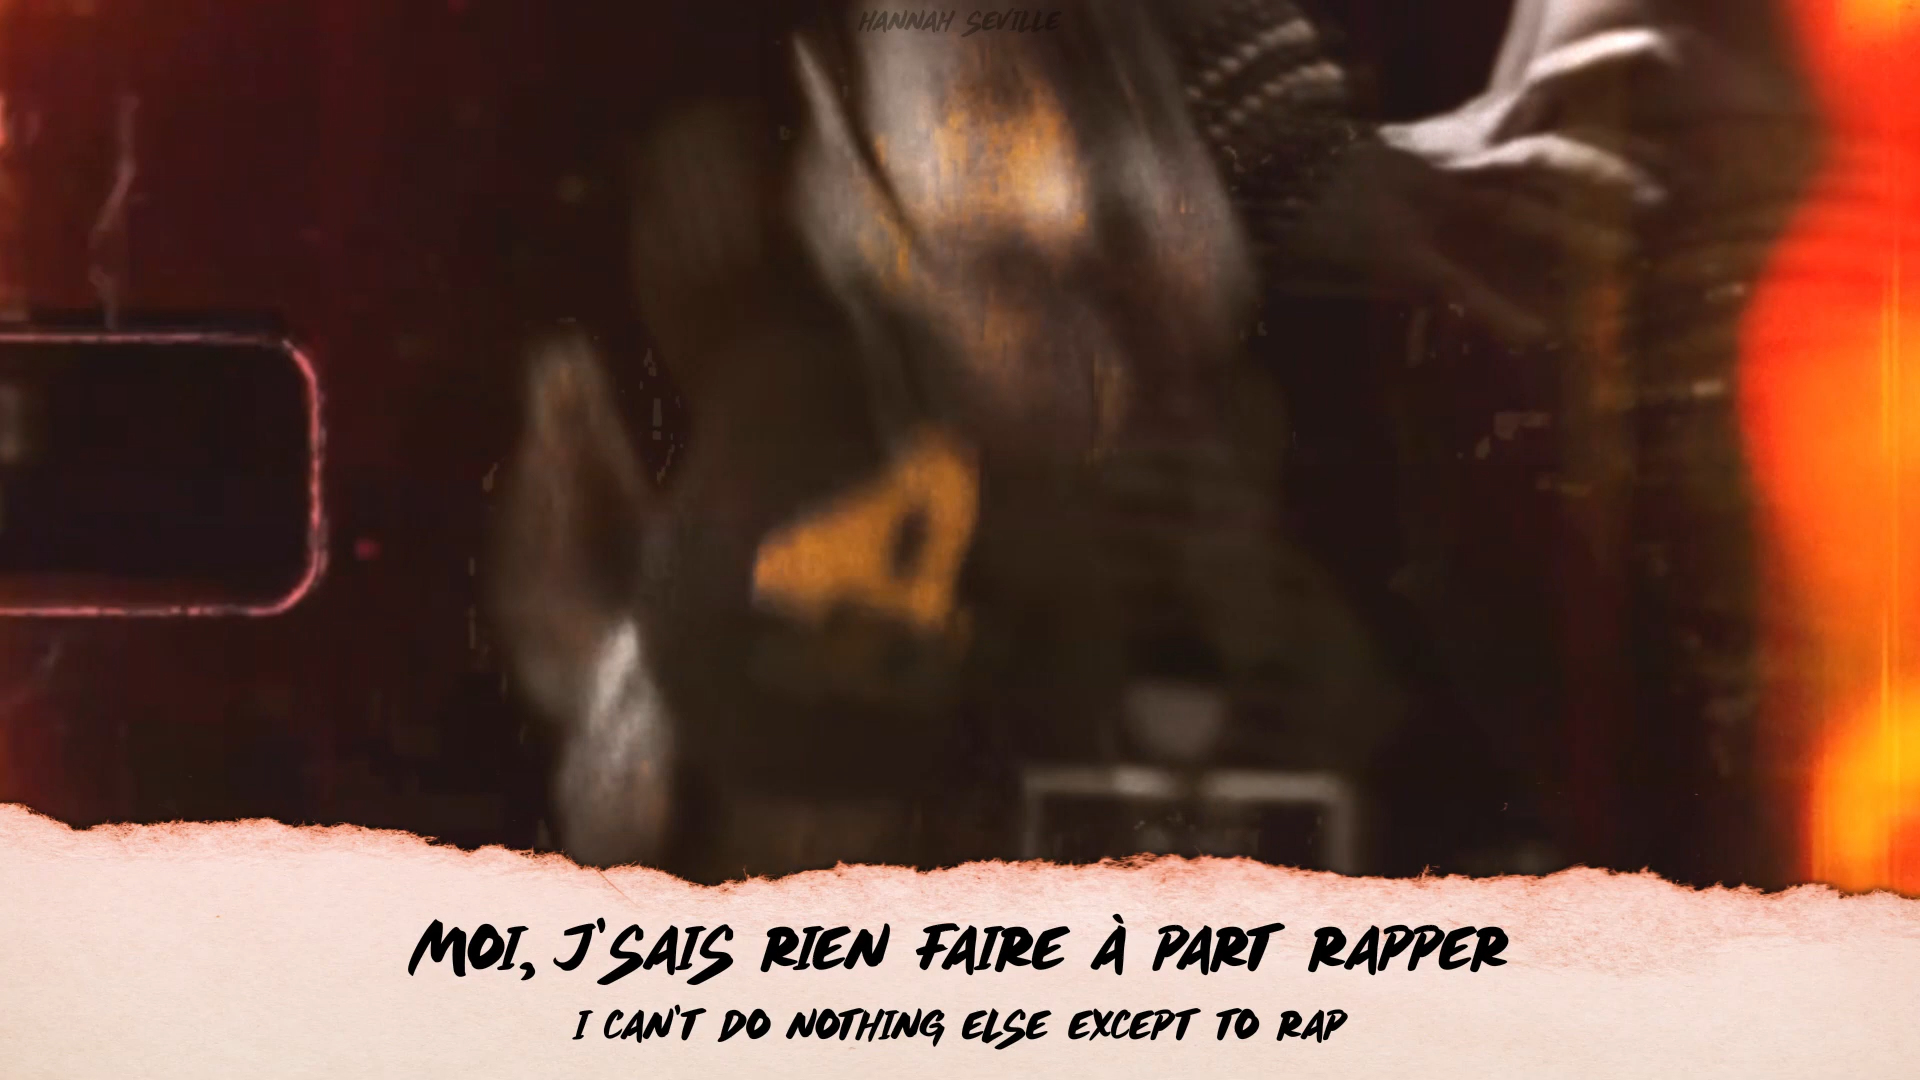 HANNAH SEVILLE
MOI, J'SAIS RIEN FAIRE À PART RAPPER
I CAN'T DO NOTHING ELSE EXCEPT TO RAP